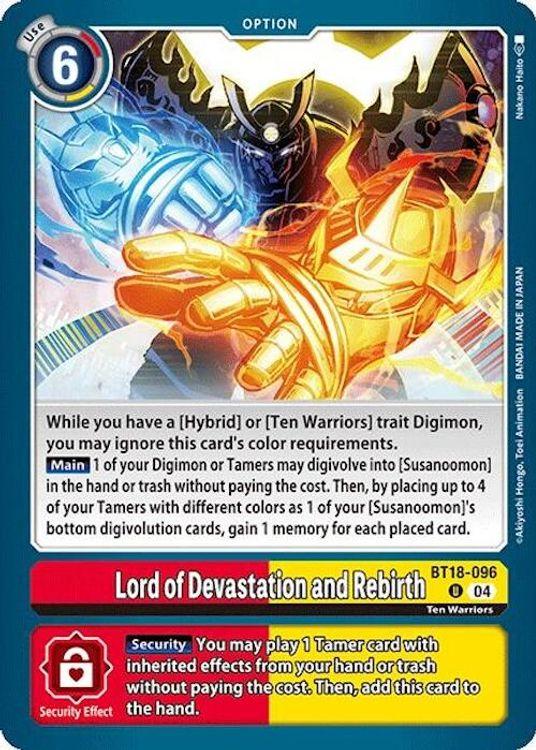 OPTION
Use
6
Nakano Haito
©Akiyoshi Hongo, Toei Animation BANDAI MADE IN JAPAN
While you have a [Hybrid] or [Ten Warriors] trait Digimon,
you may ignore this card's color requirements.
Main 1 of your Digimon or Tamers may digivolve into [Susanoomon]
in the hand or trash without paying the cost. Then, by placing up to 4
of your Tamers with different colors as 1 of your [Susanoomon]'s
bottom digivolution cards, gain 1 memory for each placed card.
Lord of Devastation and Rebirth
BT18-096
U 04
Ten Warriors
Security You may play 1 Tamer card with
inherited effects from your hand or trash
without paying the cost. Then, add this card to
the hand.
Security Effect